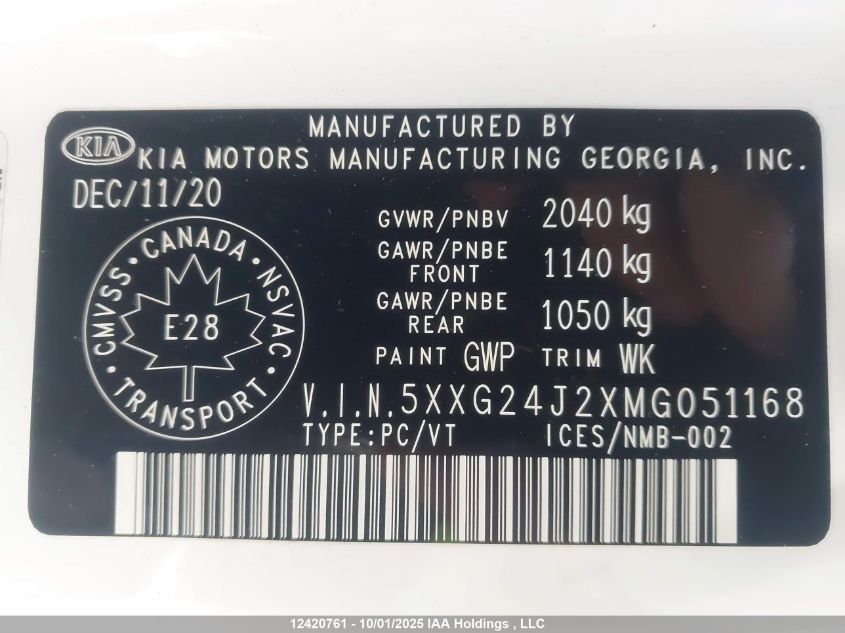 MANUFACTURED BY
KIA KIA MOTORS MANUFACTURING GEORGIA, INC.
DEC/11/20
GVWR/PNBV 2040 kg
GAWR/PNBE
FRONT 1140 kg
GAWR/PNBE
REAR 1050 kg
PAINT GWP TRIM WK
CMVSS · CANADA · NSVAC · TRANSPORT ·
E28
V.I.N.5XXG24J2XMG051168
TYPE:PC/VT ICES/NMB-002
12420761 - 10/01/2025 IAA Holdings , LLC